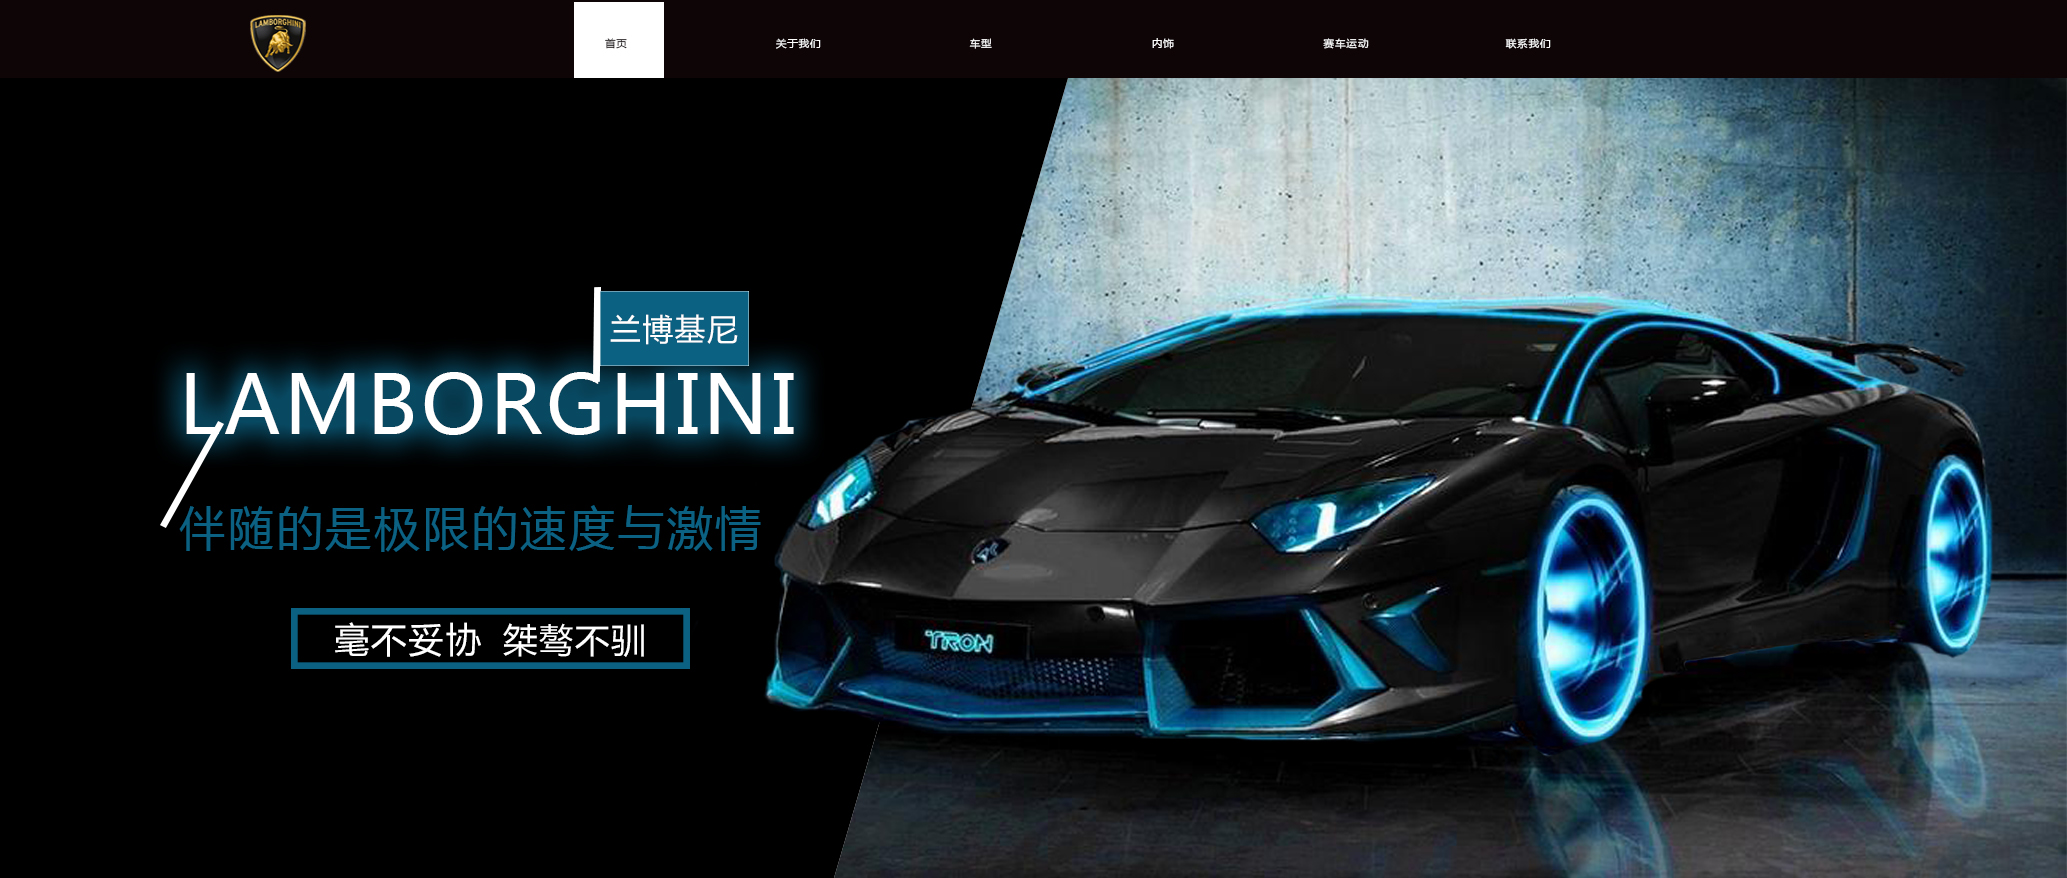 LAMBORGHINI
首页
关于我们
车型
内饰
赛车运动
联系我们
兰博基尼
LAMBORGHINI
伴随的是极限的速度与激情
毫不妥协 桀骜不驯
TRON